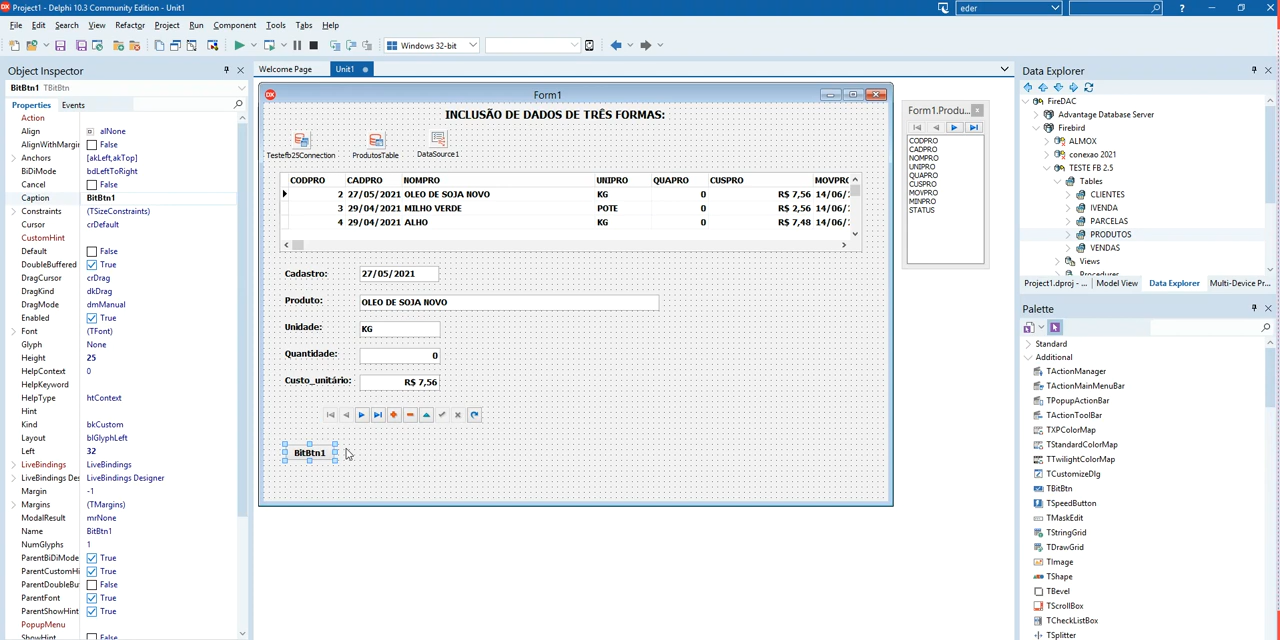 Project1 - Delphi 10.3 Community Edition - Unit1
eder
?
File Edit Search View Refactor Project Run Component Tools Tabs Help
Windows 32-bit
Object Inspector
BitBtn1 TBitBtn
Properties Events
Action
Align alNone
AlignWithMargin False
Anchors [akLeft,akTop]
BiDiMode bdLeftToRight
Cancel False
Caption BitBtn1
Constraints (TSizeConstraints)
Cursor crDefault
CustomHint
Default False
DoubleBuffered True
DragCursor crDrag
DragKind dkDrag
DragMode dmManual
Enabled True
Font (TFont)
Glyph None
Height 25
HelpContext 0
HelpKeyword
HelpType htContext
Hint
Kind bkCustom
Layout blGlyphLeft
Left 32
LiveBindings LiveBindings
LiveBindings Des LiveBindings Designer
Margin -1
Margins (TMargins)
ModalResult mrNone
Name BitBtn1
NumGlyphs 1
ParentBiDiMode True
ParentCustomHi True
ParentDoubleBu False
ParentFont True
ParentShowHint True
PopupMenu
ShowHint False
Welcome Page Unit1
Form1
INCLUSÃO DE DADOS DE TRÊS FORMAS:
Testefb25Connection ProdutosTable DataSource1
CODPRO CADPRO NOMPRO UNIPRO QUAPRO CUSPRO MOVPRO
2 27/05/2021 OLEO DE SOJA NOVO KG 0 R$ 7,56 14/06/
3 29/04/2021 MILHO VERDE POTE 0 R$ 2,56 14/06/
4 29/04/2021 ALHO KG 0 R$ 7,48 14/06/
Cadastro: 27/05/2021
Produto: OLEO DE SOJA NOVO
Unidade: KG
Quantidade: 0
Custo_unitário: R$ 7,56
BitBtn1
Form1.Produ...
CODPRO
CADPRO
NOMPRO
UNIPRO
QUAPRO
CUSPRO
MOVPRO
MINPRO
STATUS
Data Explorer
FireDAC
Advantage Database Server
Firebird
ALMOX
conexao 2021
TESTE FB 2.5
Tables
CLIENTES
IVENDA
PARCELAS
PRODUTOS
VENDAS
Views
Procedures
Project1.dproj - ... Model View Data Explorer Multi-Device Pr...
Palette
Standard
Additional
TActionManager
TActionMainMenuBar
TPopupActionBar
TActionToolBar
TXPColorMap
TStandardColorMap
TTwilightColorMap
TCustomizeDlg
TBitBtn
TSpeedButton
TMaskEdit
TStringGrid
TDrawGrid
TImage
TShape
TBevel
TScrollBox
TCheckListBox
TSplitter